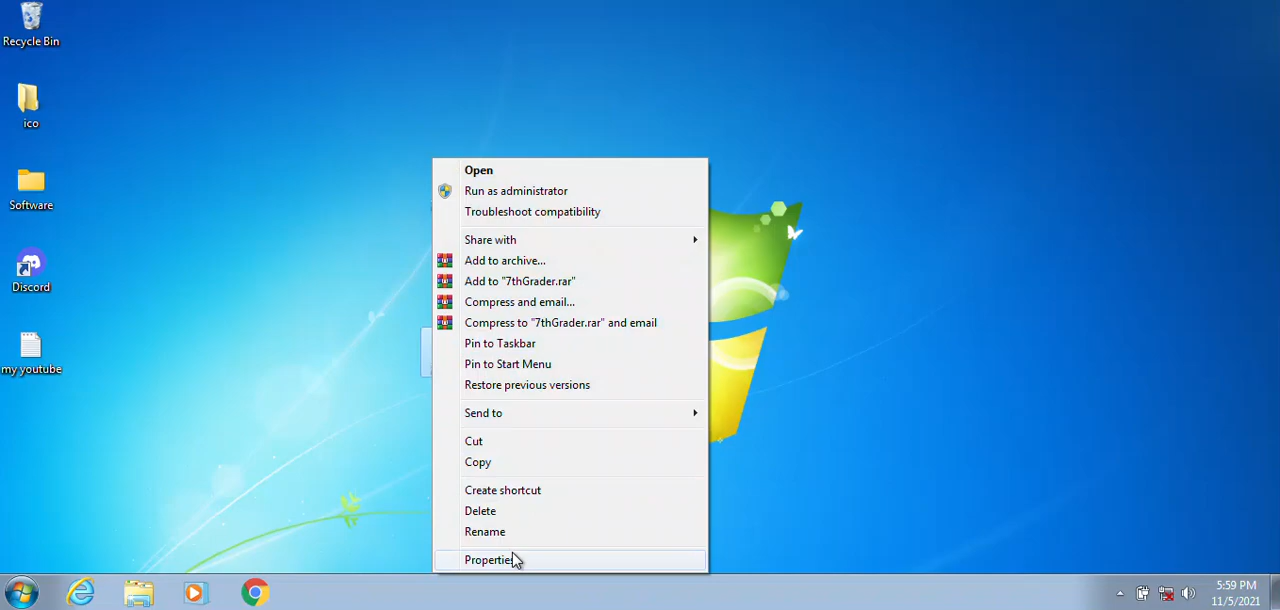 Recycle Bin
ico
Software
Discord
my youtube
Open
Run as administrator
Troubleshoot compatibility
Share with
Add to archive...
Add to "7thGrader.rar"
Compress and email...
Compress to "7thGrader.rar" and email
Pin to Taskbar
Pin to Start Menu
Restore previous versions
Send to
Cut
Copy
Create shortcut
Delete
Rename
Properties
5:59 PM
11/5/2021